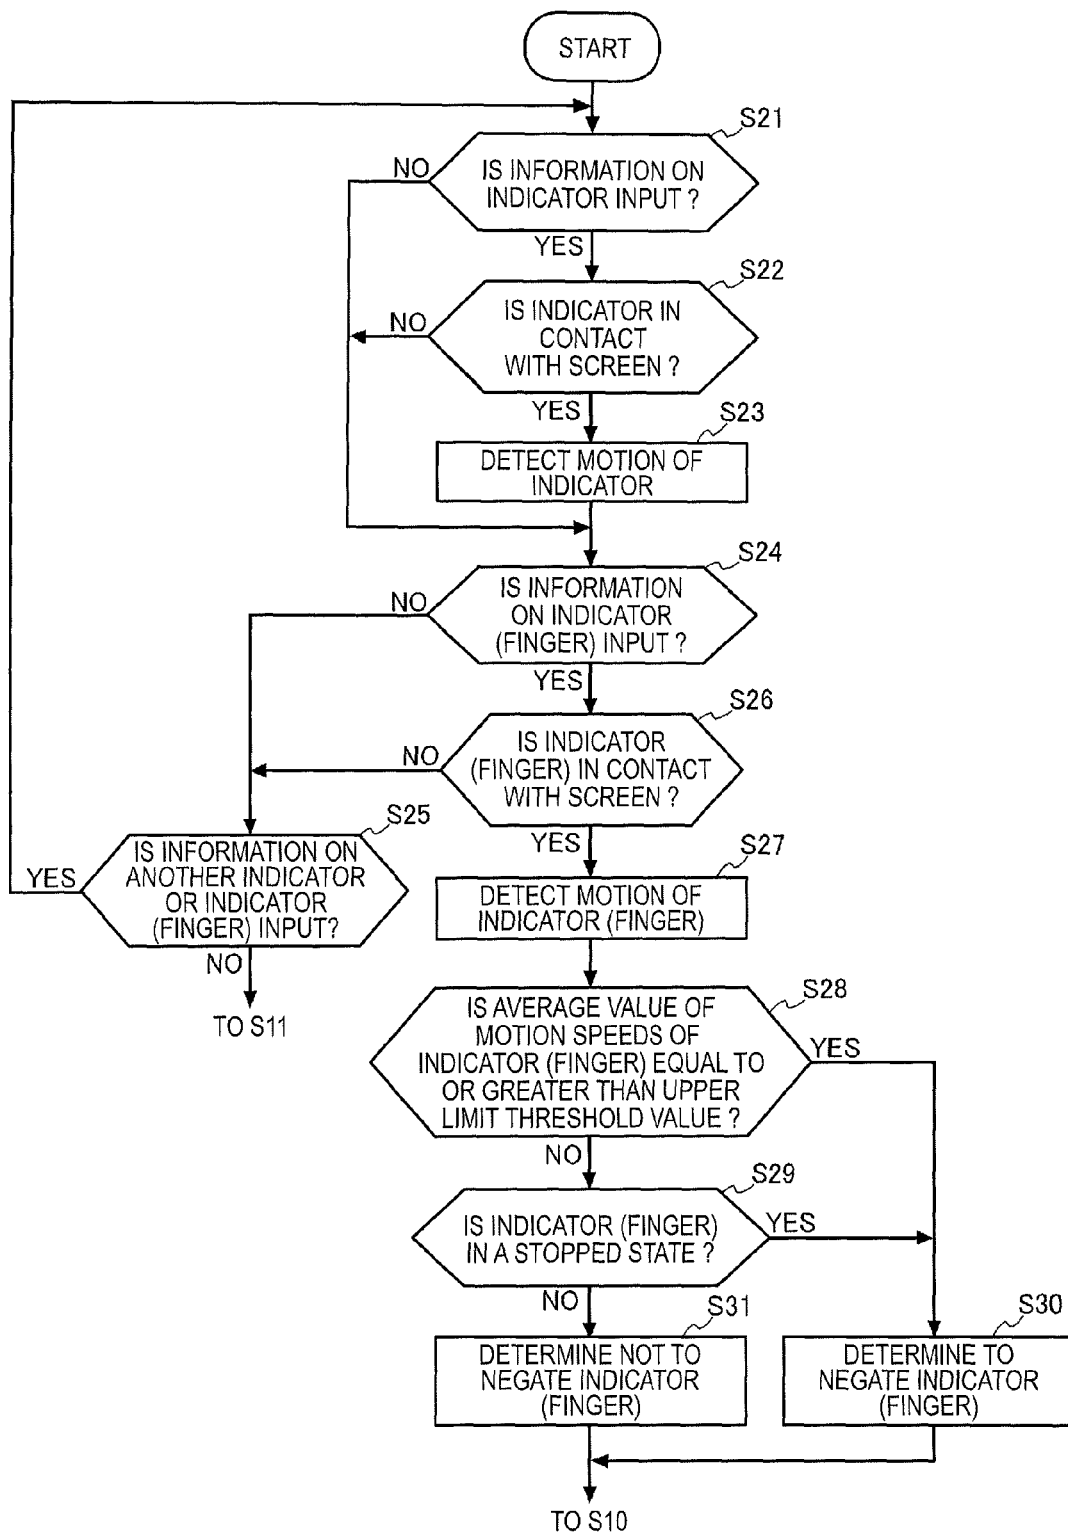 START
S21
NO
IS INFORMATION ON
INDICATOR INPUT ?
YES
S22
NO
IS INDICATOR IN
CONTACT
WITH SCREEN ?
YES
S23
DETECT MOTION OF
INDICATOR
S24
NO
IS INFORMATION
ON INDICATOR
(FINGER) INPUT ?
YES
S26
NO
IS INDICATOR
(FINGER) IN CONTACT
WITH SCREEN ?
YES
S25
YES
IS INFORMATION ON
ANOTHER INDICATOR
OR INDICATOR
(FINGER) INPUT?
NO
TO S11
S27
DETECT MOTION OF
INDICATOR (FINGER)
S28
IS AVERAGE VALUE OF
MOTION SPEEDS OF
INDICATOR (FINGER) EQUAL TO
OR GREATER THAN UPPER
LIMIT THRESHOLD VALUE ?
YES
NO
S29
IS INDICATOR (FINGER)
IN A STOPPED STATE ?
YES
NO
S31
DETERMINE NOT TO
NEGATE INDICATOR
(FINGER)
S30
DETERMINE TO
NEGATE INDICATOR
(FINGER)
TO S10